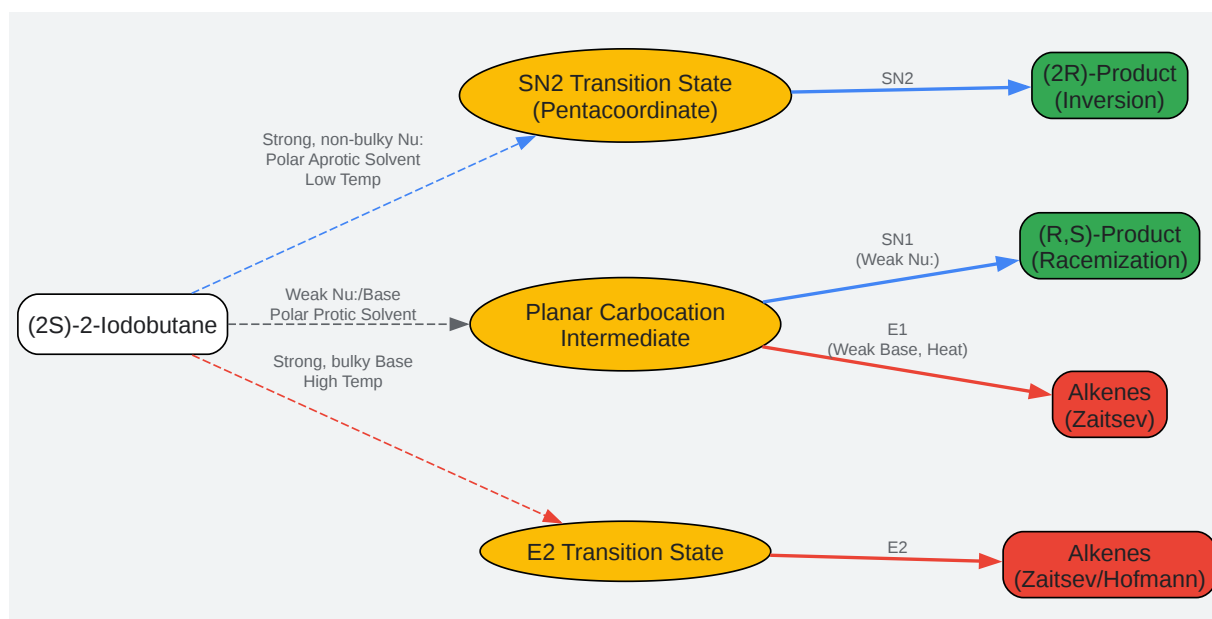 SN2 Transition State
(Pentacoordinate)
SN2
(2R)-Product
(Inversion)
Strong, non-bulky Nu:
Polar Aprotic Solvent
Low Temp
(2S)-2-Iodobutane
Weak Nu:/Base
Polar Protic Solvent
Planar Carbocation
Intermediate
SN1
(Weak Nu:)
(R,S)-Product
(Racemization)
E1
(Weak Base, Heat)
Alkenes
(Zaitsev)
Strong, bulky Base
High Temp
E2 Transition State
E2
Alkenes
(Zaitsev/Hofmann)